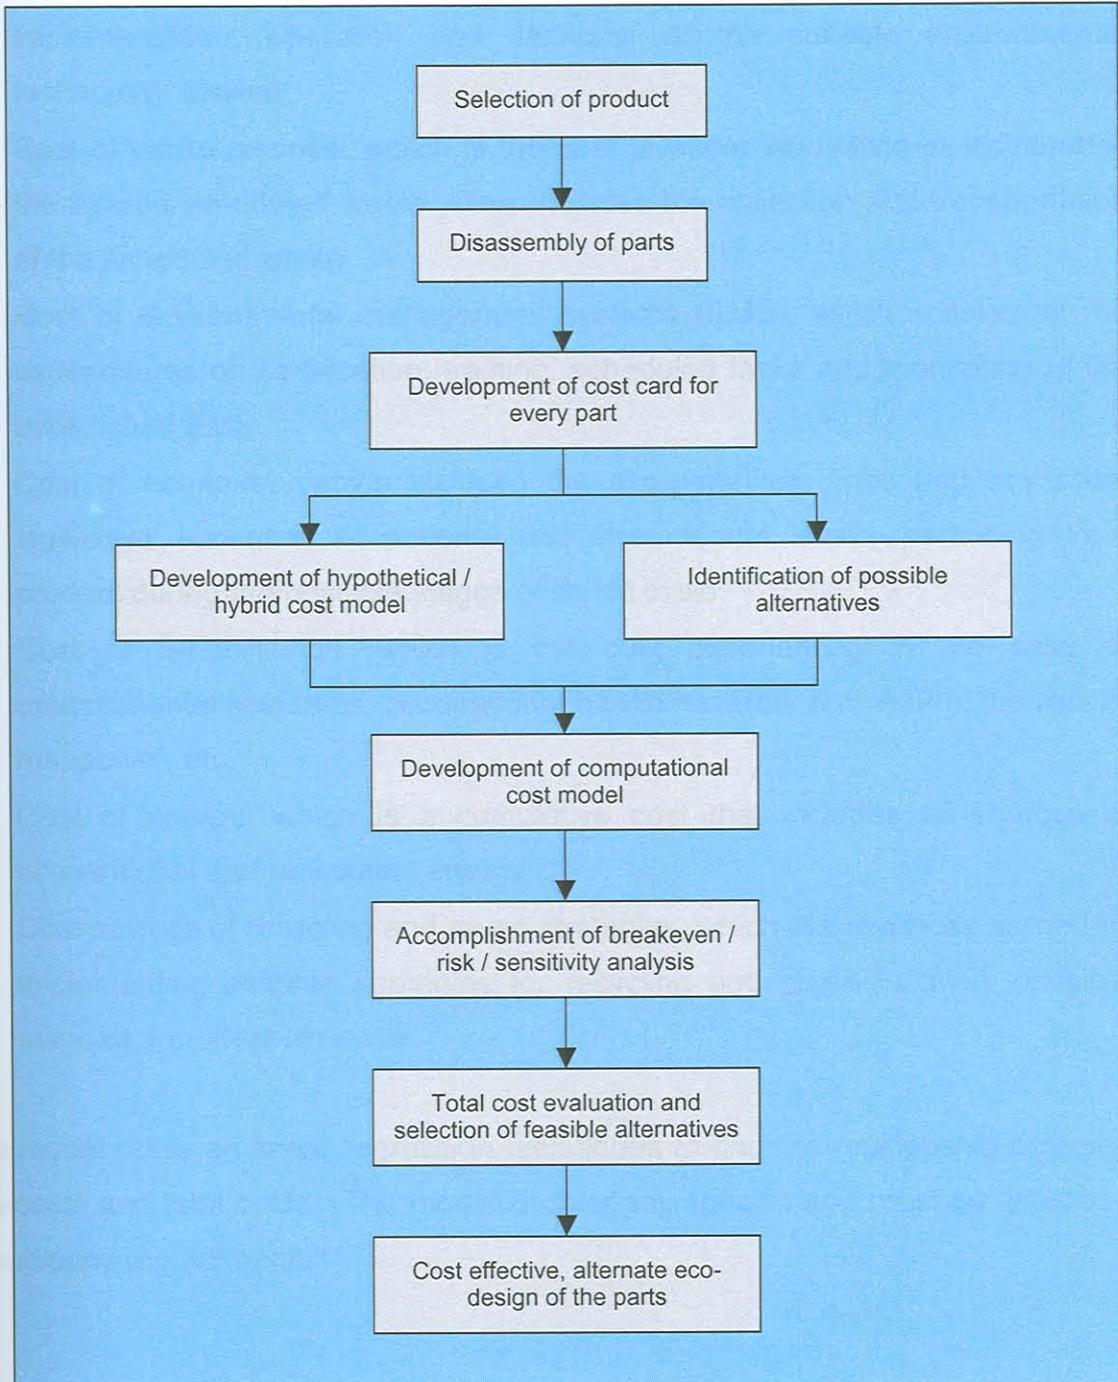 Selection of product
Disassembly of parts
Development of cost card for
every part
Development of hypothetical /
hybrid cost model
Identification of possible
alternatives
Development of computational
cost model
Accomplishment of breakeven /
risk / sensitivity analysis
Total cost evaluation and
selection of feasible alternatives
Cost effective, alternate eco-
design of the parts